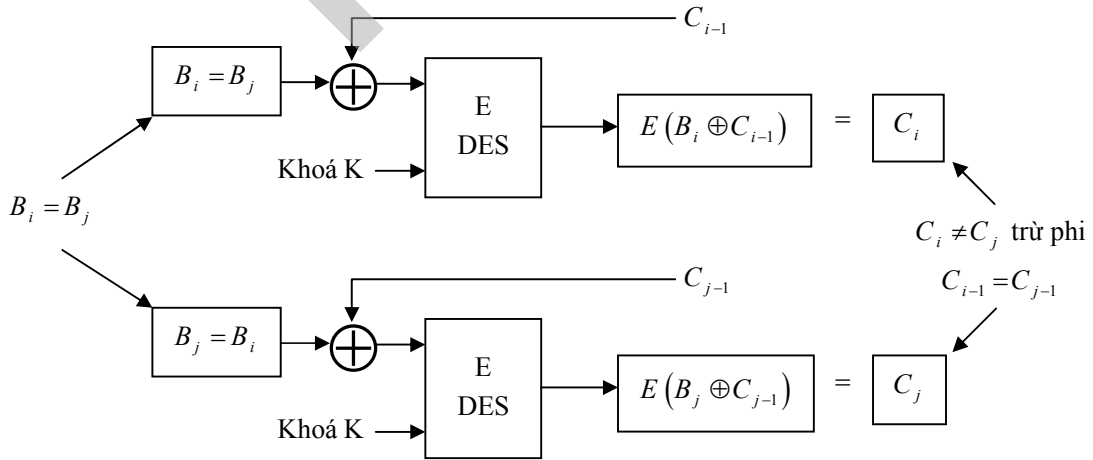 C_{i-1}
B_i = B_j
E
DES
E(B_i ⊕ C_{i-1})
=
C_i
Khoá K
B_i = B_j
C_i ≠ C_j trừ phi
C_{i-1} = C_{j-1}
C_{j-1}
B_j = B_i
E
DES
E(B_j ⊕ C_{j-1})
=
C_j
Khoá K